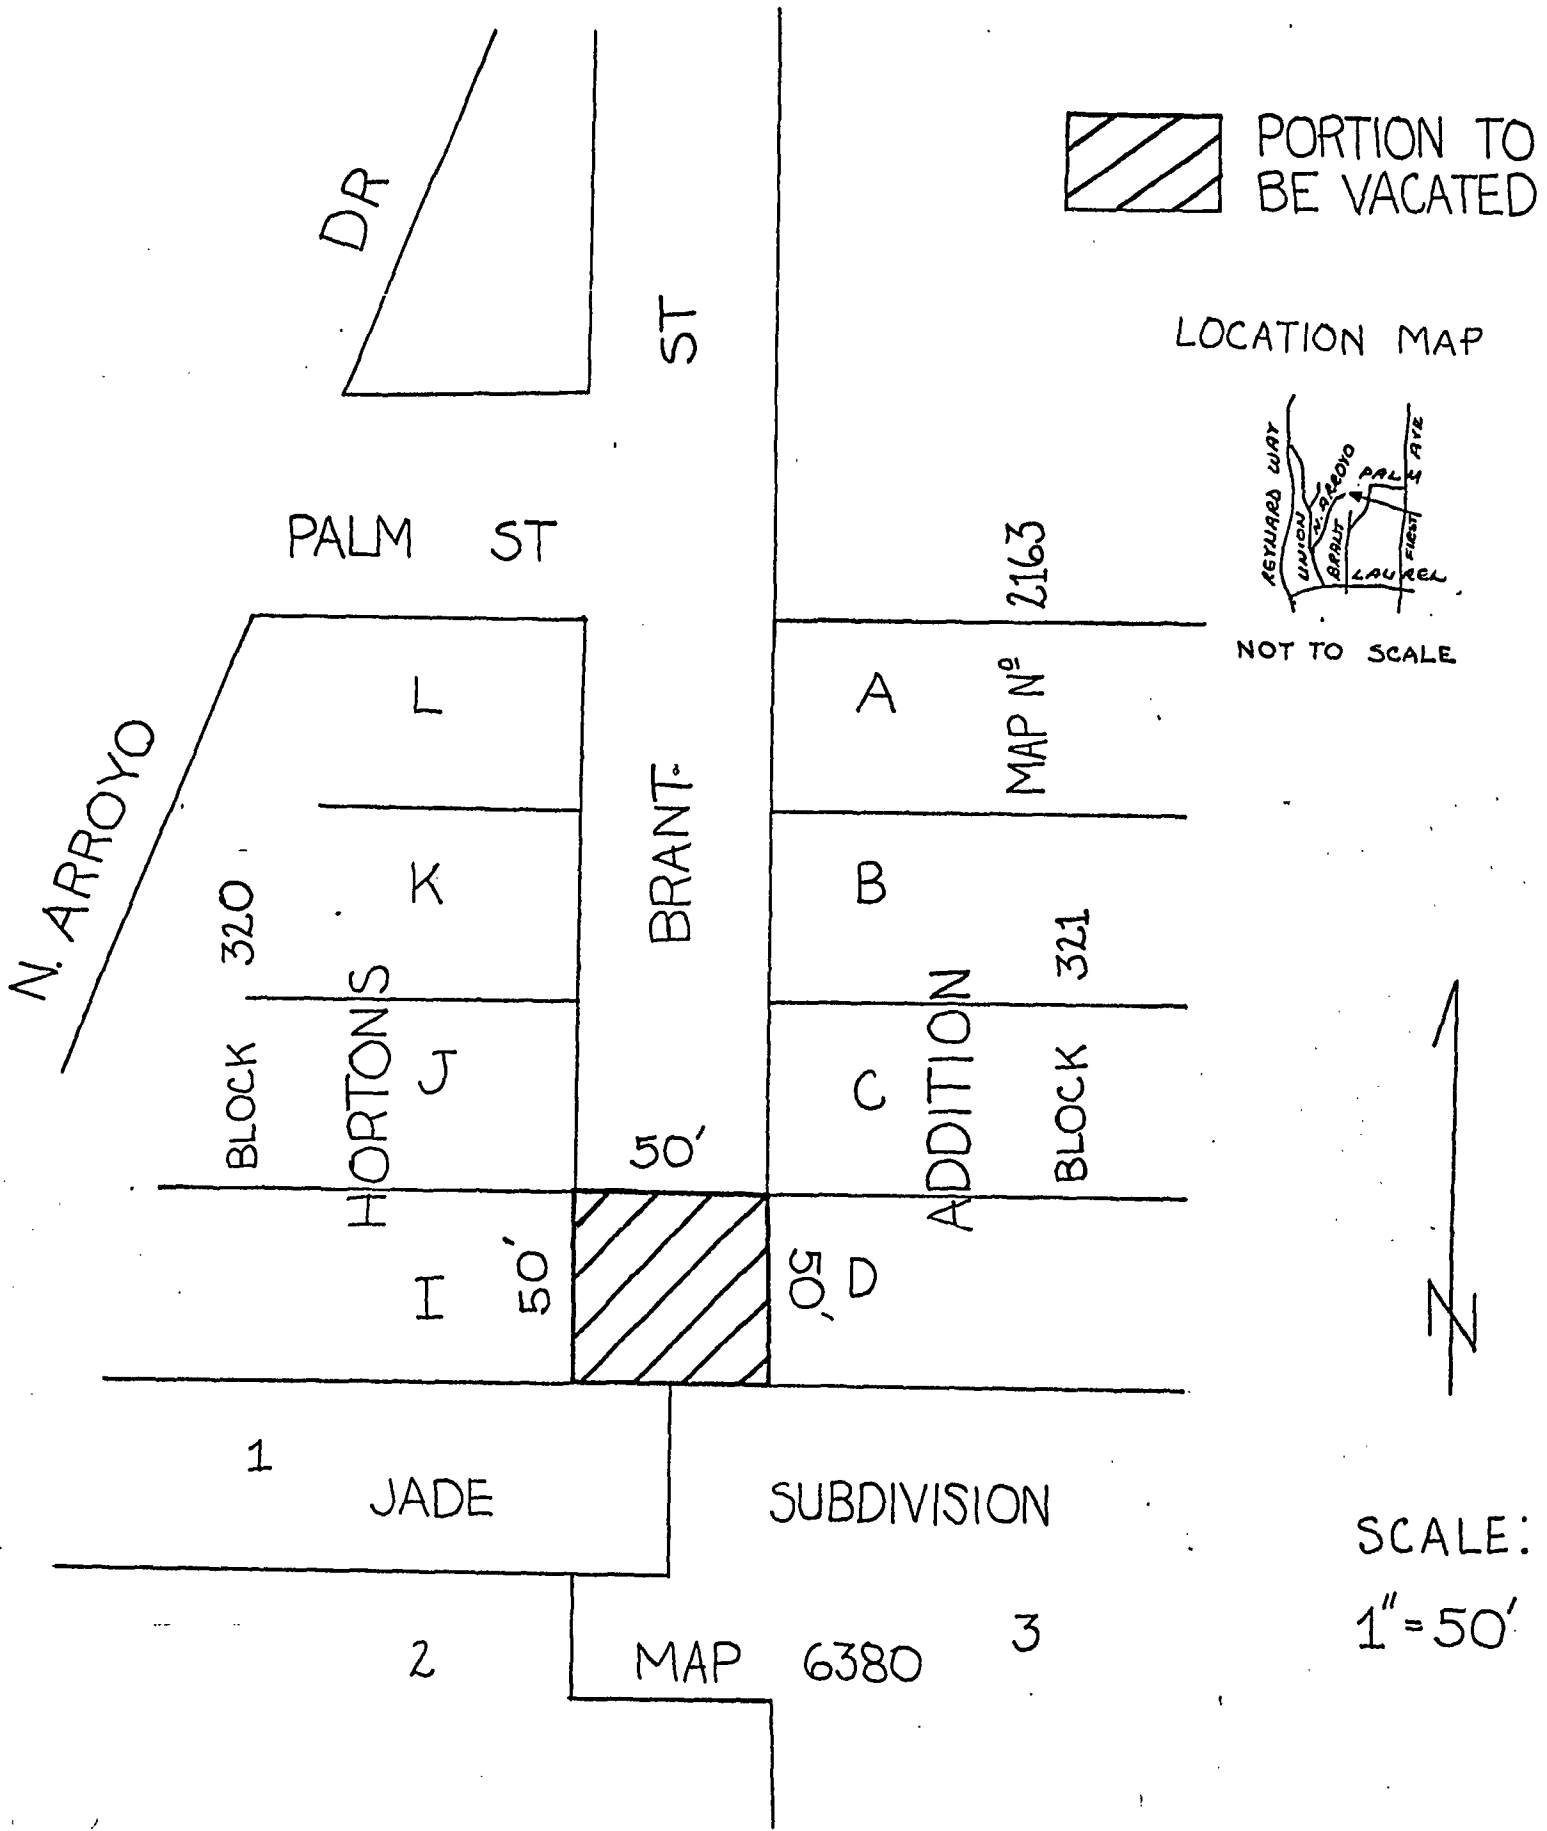 PORTION TO
BE VACATED
DR
ST
LOCATION MAP
REYNARD WAY
UNION
N. ARROYO
BRANT
PALM
AVE
FIRST
LAUREL
NOT TO SCALE
PALM ST
MAP Nº 2163
L
A
N. ARROYO
BRANT
K
B
BLOCK 320
BLOCK 321
HORTONS
ADDITION
J
C
50'
50'
50'
I
D
N
1
JADE SUBDIVISION
SCALE:
1"=50'
2
MAP 6380
3